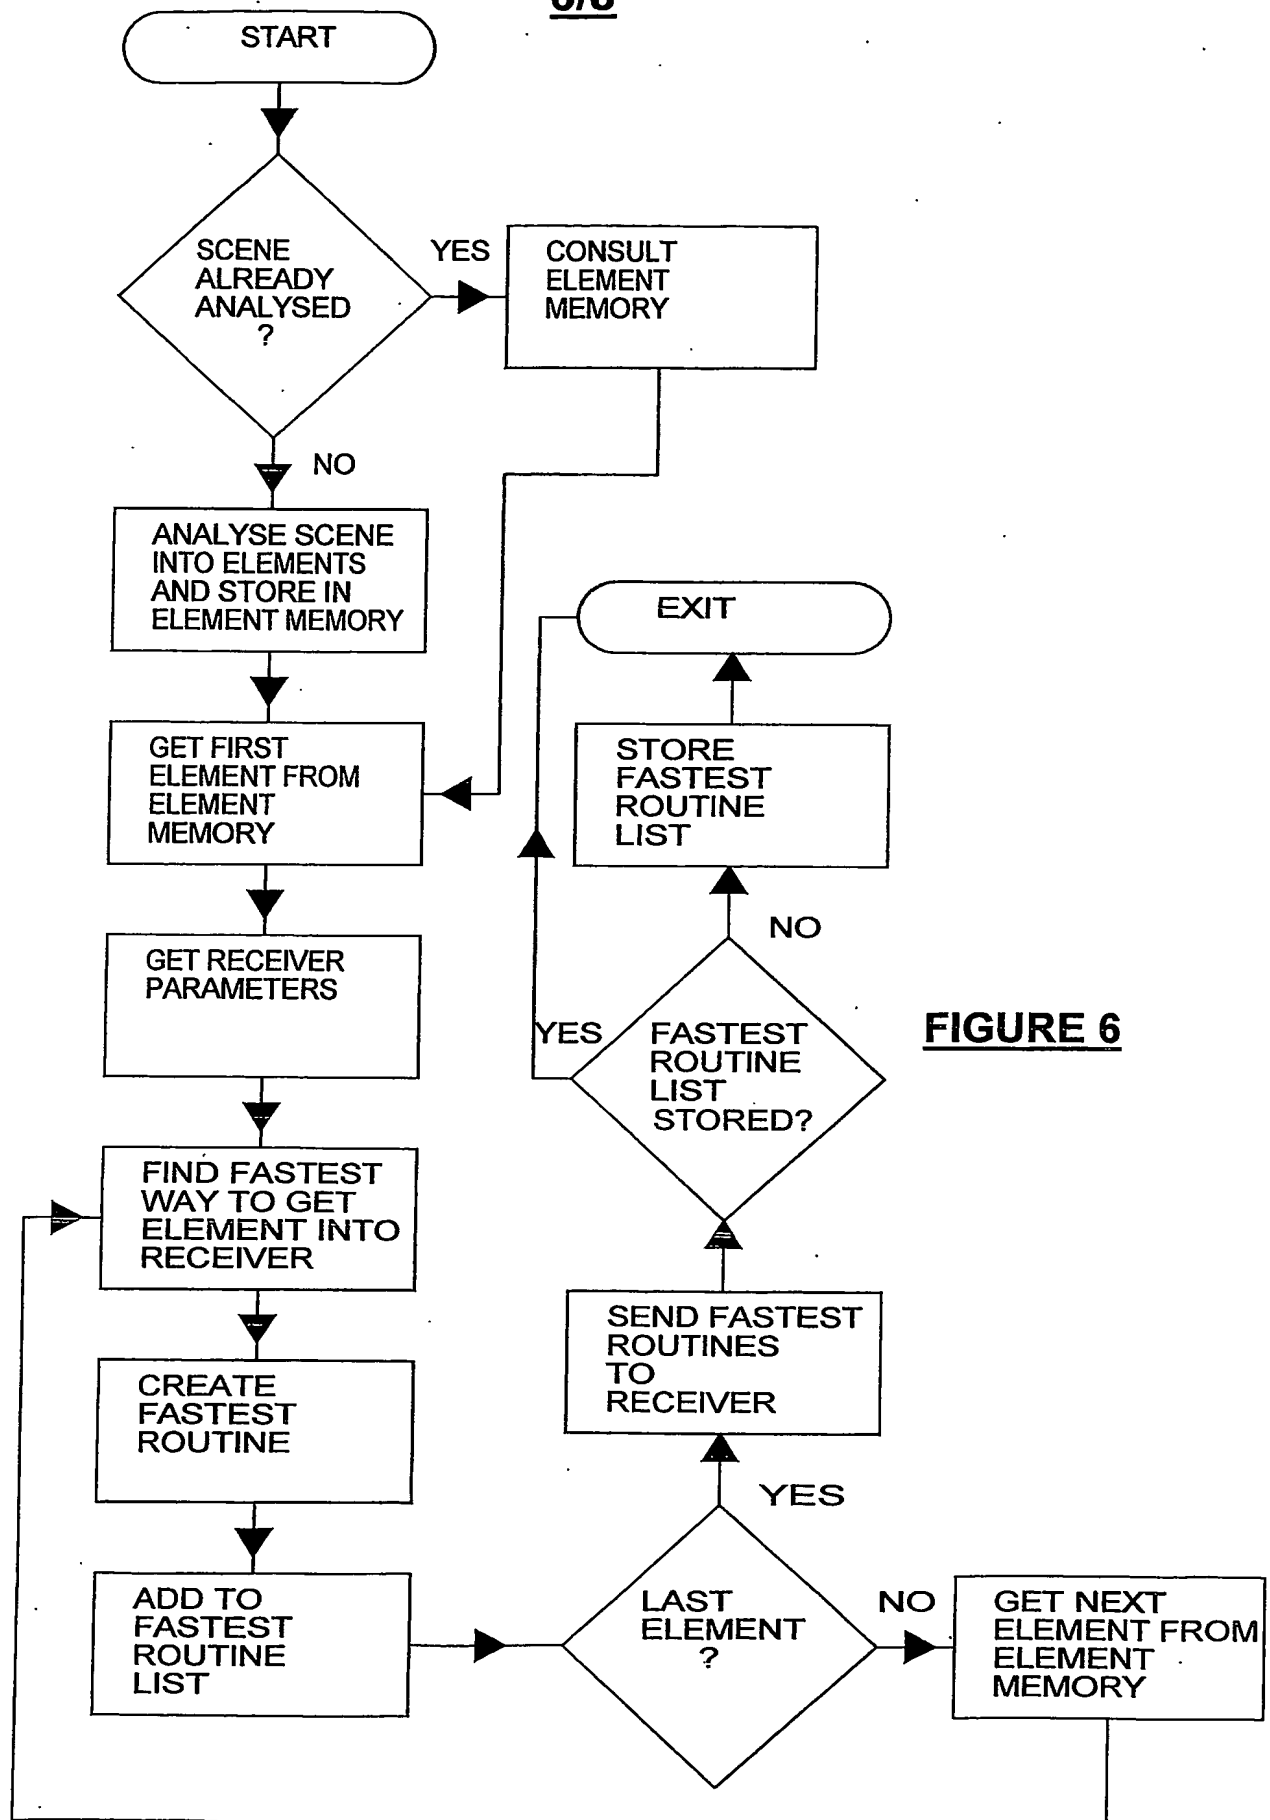 START
SCENE
ALREADY
ANALYSED
?
YES
CONSULT
ELEMENT
MEMORY
NO
ANALYSE SCENE
INTO ELEMENTS
AND STORE IN
ELEMENT MEMORY
EXIT
GET FIRST
ELEMENT FROM
ELEMENT
MEMORY
STORE
FASTEST
ROUTINE
LIST
NO
GET RECEIVER
PARAMETERS
YES
FASTEST
ROUTINE
LIST
STORED?
FIGURE 6
FIND FASTEST
WAY TO GET
ELEMENT INTO
RECEIVER
SEND FASTEST
ROUTINES
TO
RECEIVER
CREATE
FASTEST
ROUTINE
YES
ADD TO
FASTEST
ROUTINE
LIST
LAST
ELEMENT
?
NO
GET NEXT
ELEMENT FROM
ELEMENT
MEMORY